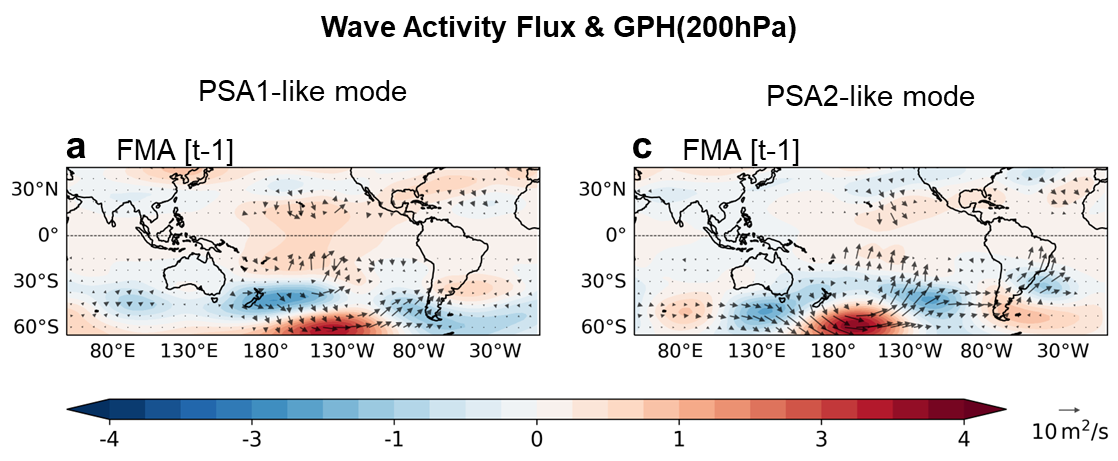 Wave Activity Flux & GPH(200hPa)
PSA1-like mode
PSA2-like mode
a FMA [t-1]
c FMA [t-1]
30°N
0°
30°S
60°S
80°E 130°E 180° 130°W 80°W 30°W
30°N
0°
30°S
60°S
80°E 130°E 180° 130°W 80°W 30°W
-4 -3 -1 0 1 3 4
10 m²/s